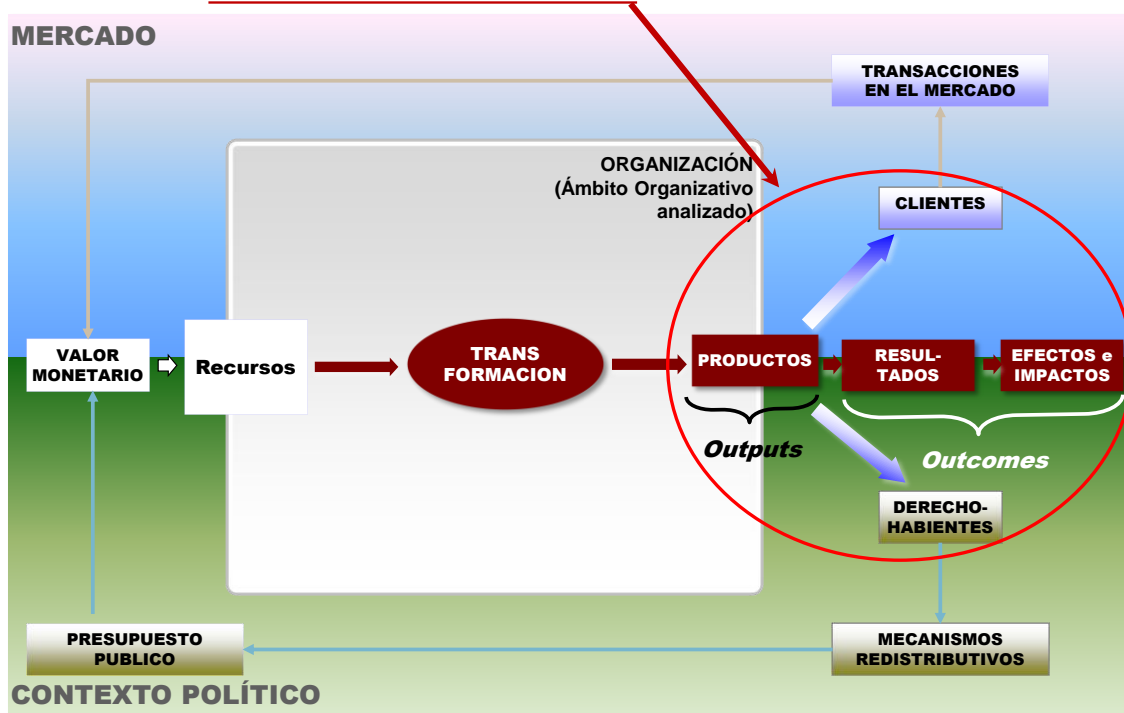 MERCADO
TRANSACCIONES
EN EL MERCADO
ORGANIZACIÓN
(Ámbito Organizativo
analizado)
CLIENTES
VALOR
MONETARIO
Recursos
TRANS
FORMACION
PRODUCTOS
RESUL-
TADOS
EFECTOS e
IMPACTOS
Outputs
Outcomes
DERECHO-
HABIENTES
PRESUPUESTO
PUBLICO
MECANISMOS
REDISTRIBUTIVOS
CONTEXTO POLÍTICO